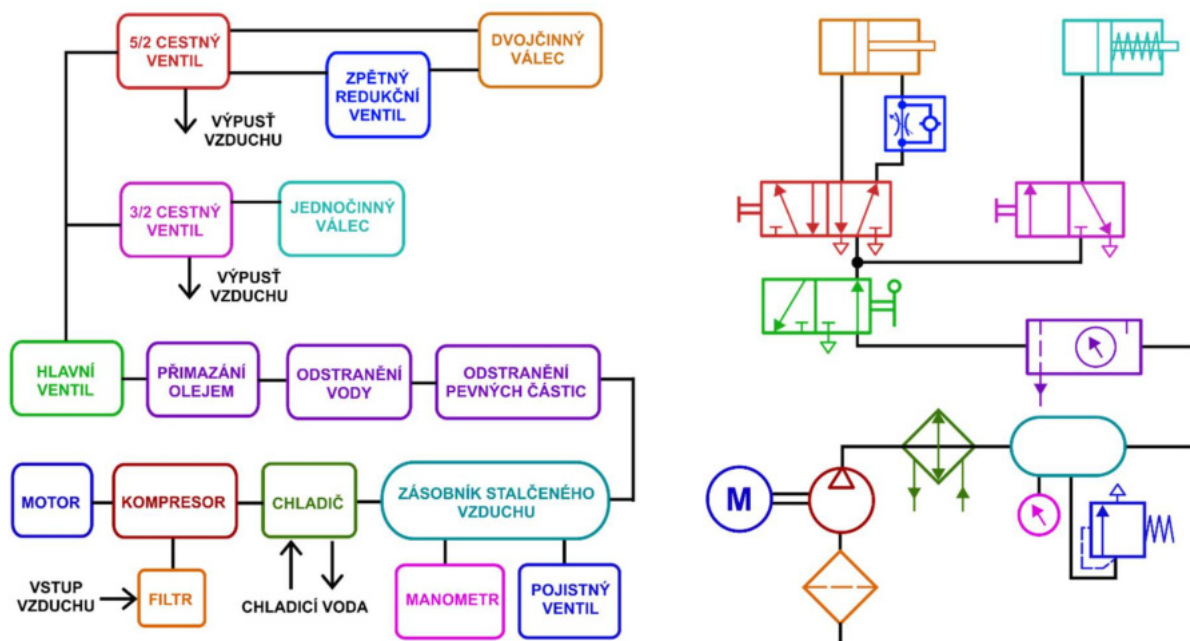 5/2 CESTNÝ
VENTIL
DVOJČINNÝ
VÁLEC
ZPĚTNÝ
REDUKČNÍ
VENTIL
VÝPUSŤ
VZDUCHU
3/2 CESTNÝ
VENTIL
JEDNOČINNÝ
VÁLEC
VÝPUSŤ
VZDUCHU
HLAVNÍ
VENTIL
PŘIMAZÁNÍ
OLEJEM
ODSTRANĚNÍ
VODY
ODSTRANĚNÍ
PEVNÝCH ČÁSTIC
MOTOR
KOMPRESOR
CHLADIČ
ZÁSOBNÍK STALČENÉHO
VZDUCHU
VSTUP
VZDUCHU
FILTR
CHLADICÍ VODA
MANOMETR
POJISTNÝ
VENTIL
M